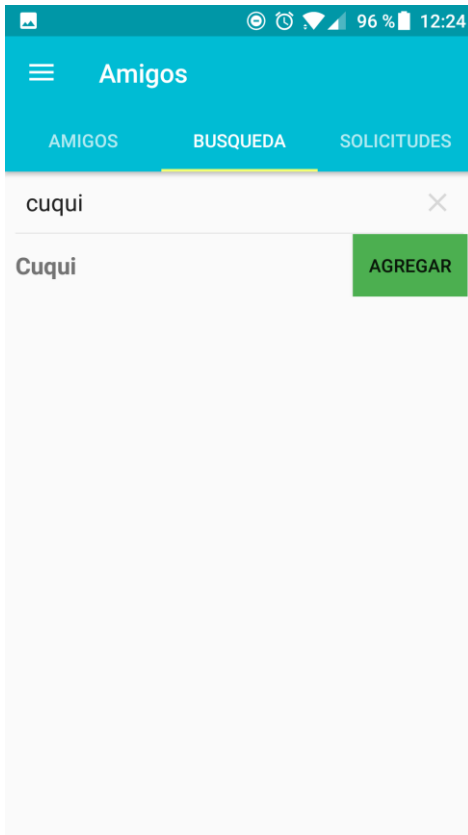 96 % 12:24
Amigos
AMIGOS BUSQUEDA SOLICITUDES
cuqui
Cuqui AGREGAR